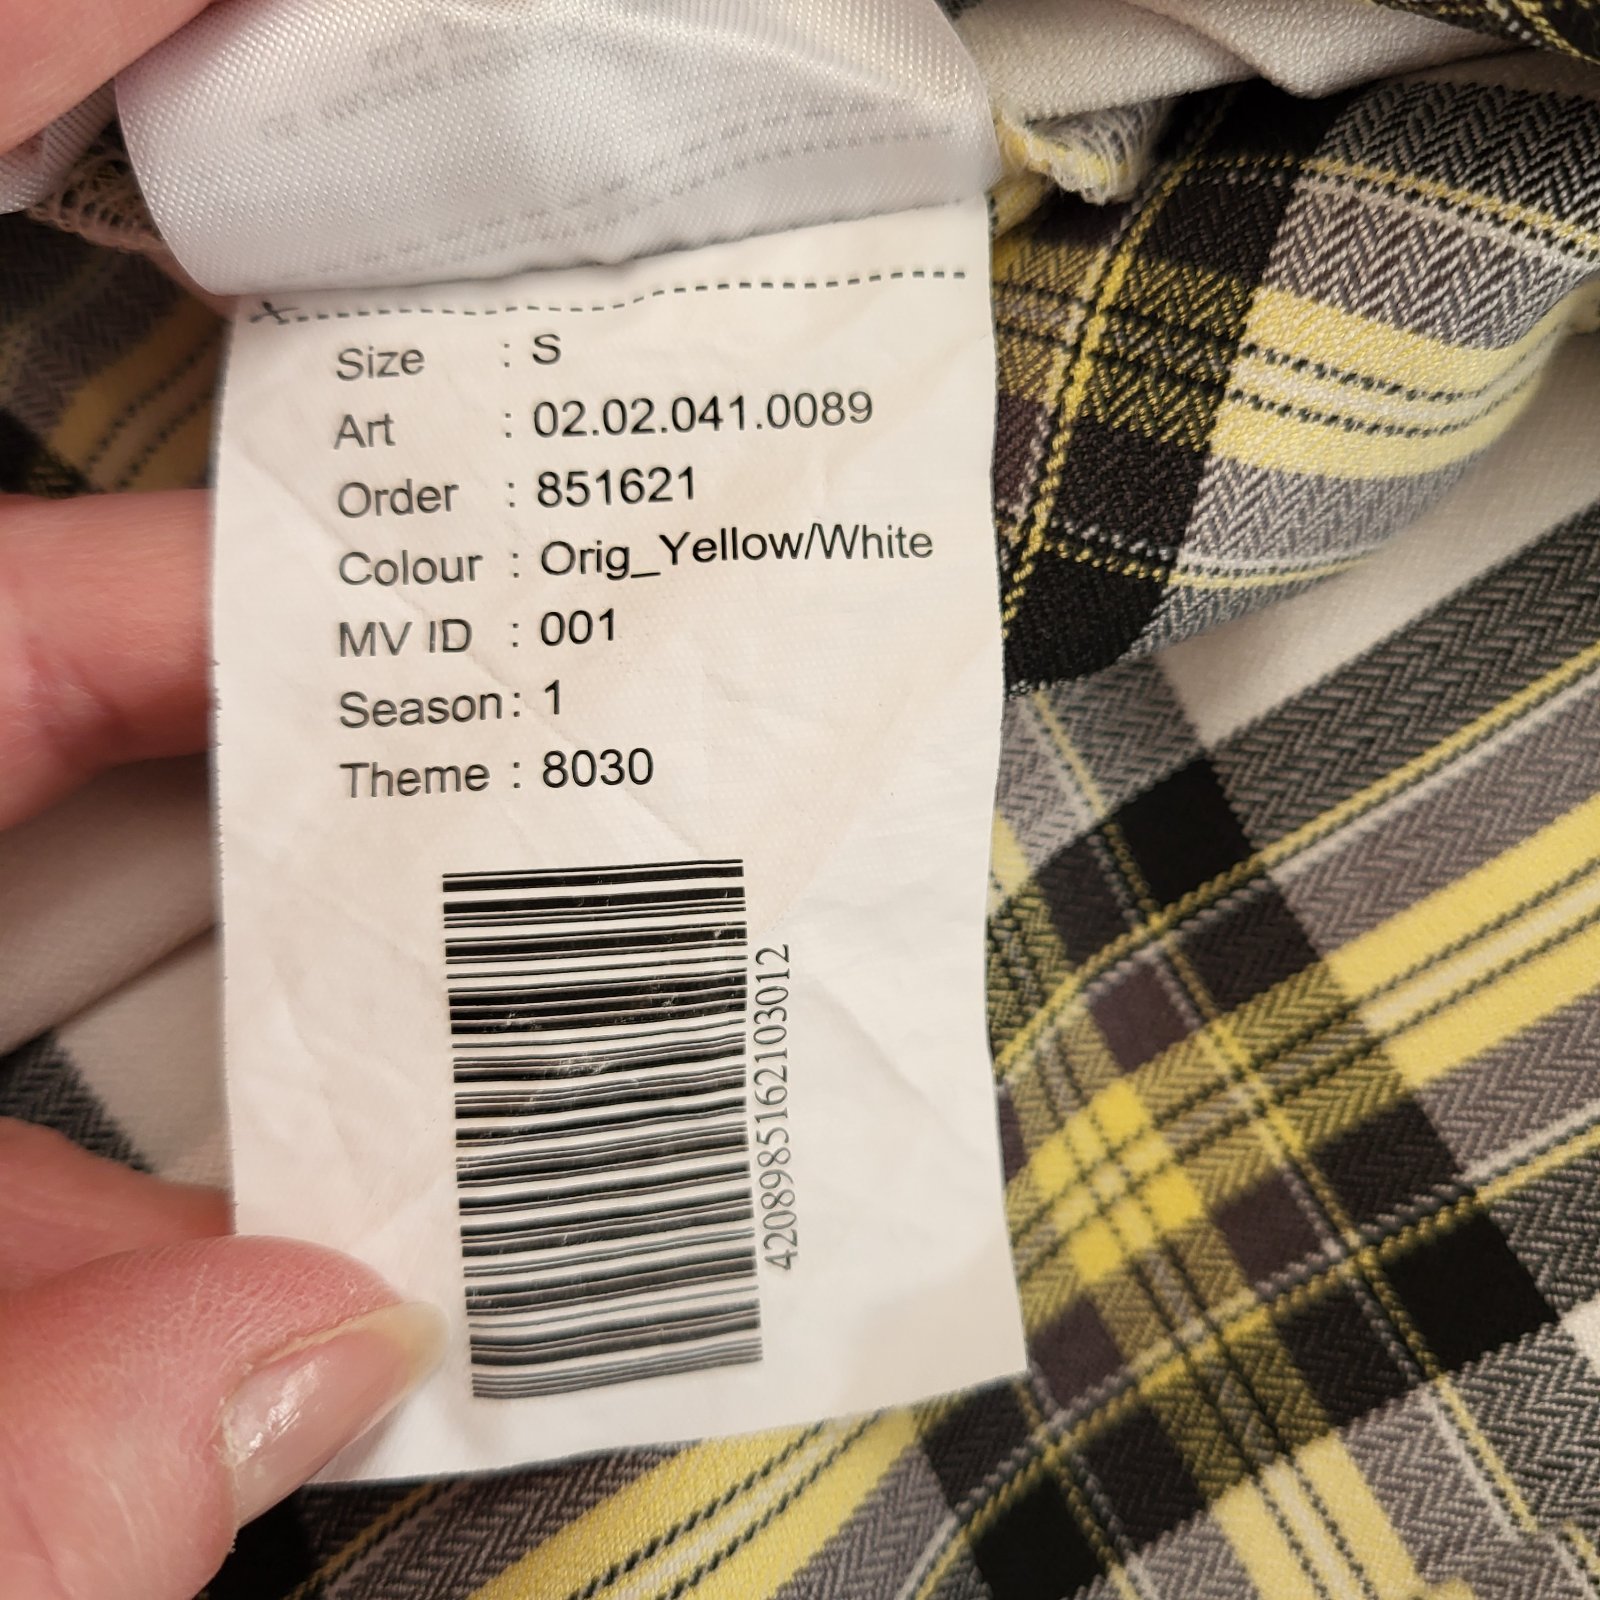 Size : S
Art : 02.02.041.0089
Order : 851621
Colour : Orig_Yellow/White
MV ID : 001
Season : 1
Theme : 8030
4208985162103012